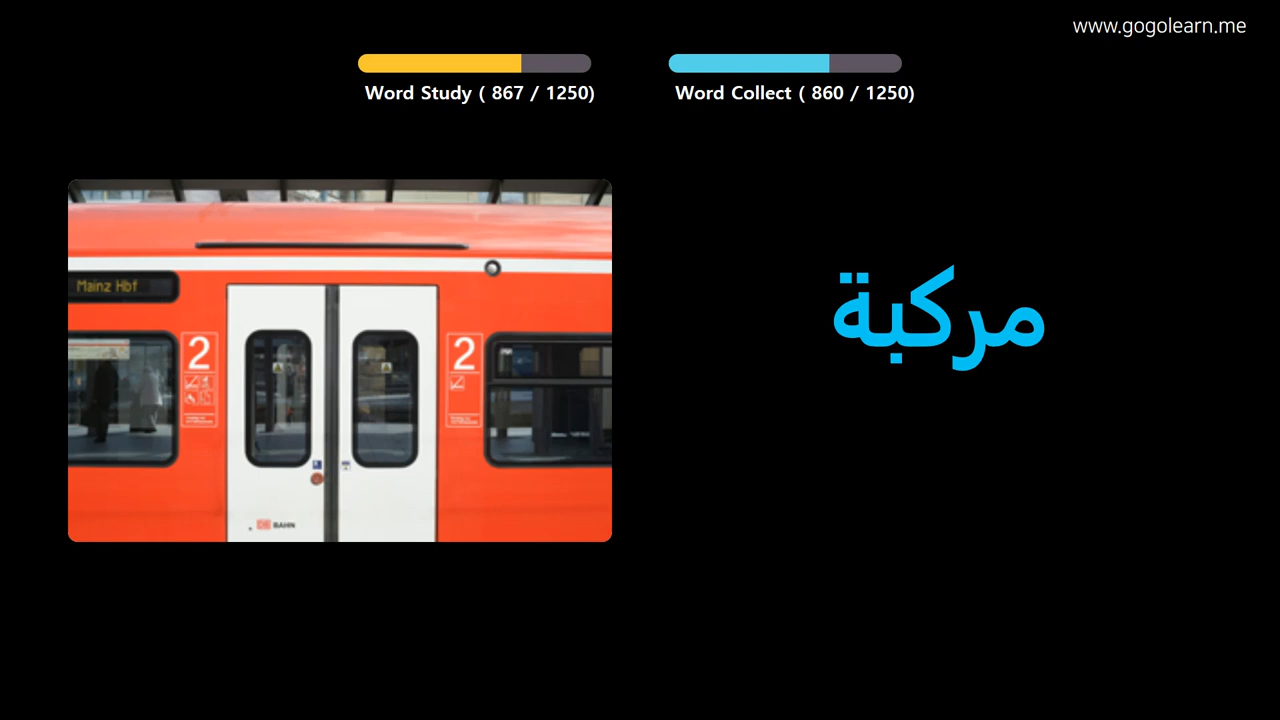 www.gogolearn.me
Word Study ( 867 / 1250)
Word Collect ( 860 / 1250)
Mainz Hbf
2
2
DB BAHN
مركبة